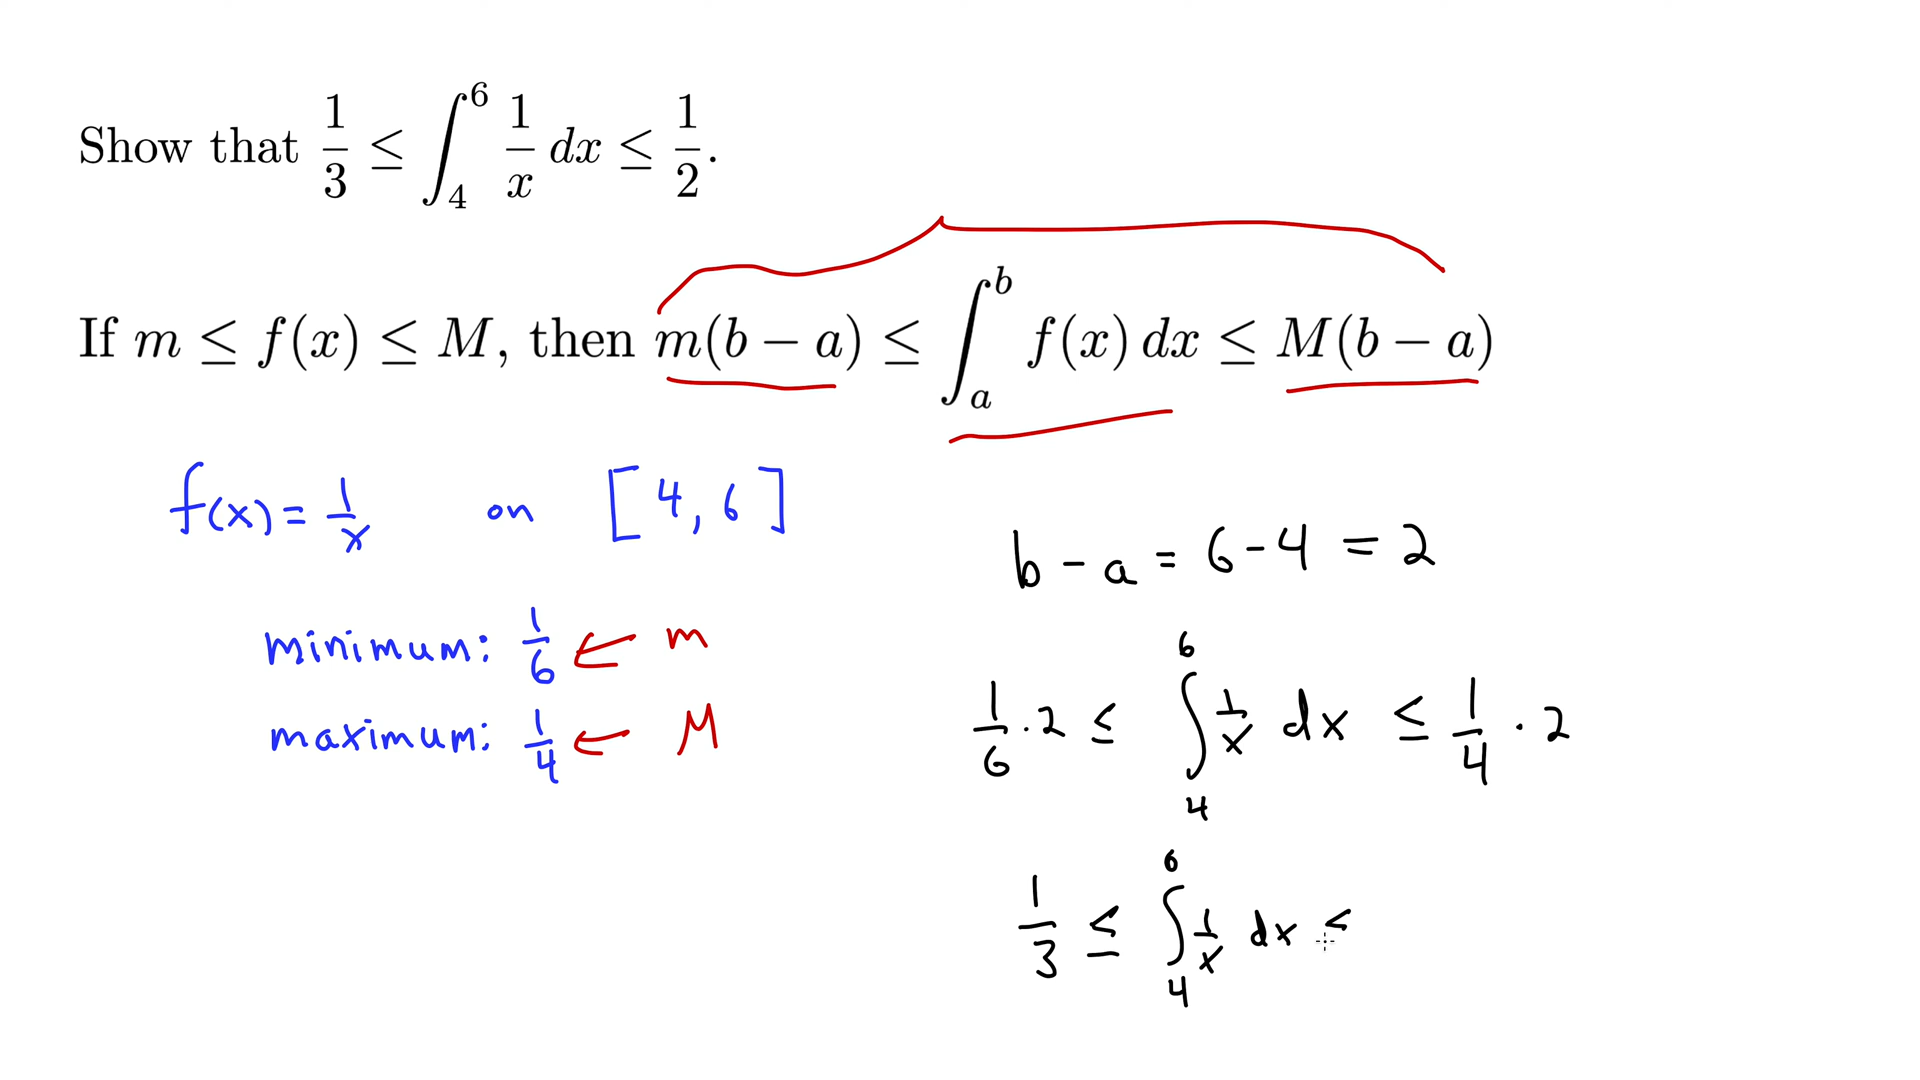 Show that 1/3 ≤ ∫_4^6 1/x dx ≤ 1/2.
If m ≤ f(x) ≤ M, then m(b − a) ≤ ∫_a^b f(x) dx ≤ M(b − a)
f(x) = 1/x on [4, 6]
b - a = 6 - 4 = 2
minimum: 1/6 ← m
maximum: 1/4 ← M
1/6 · 2 ≤ ∫_4^6 1/x dx ≤ 1/4 · 2
1/3 ≤ ∫_4^6 1/x dx <